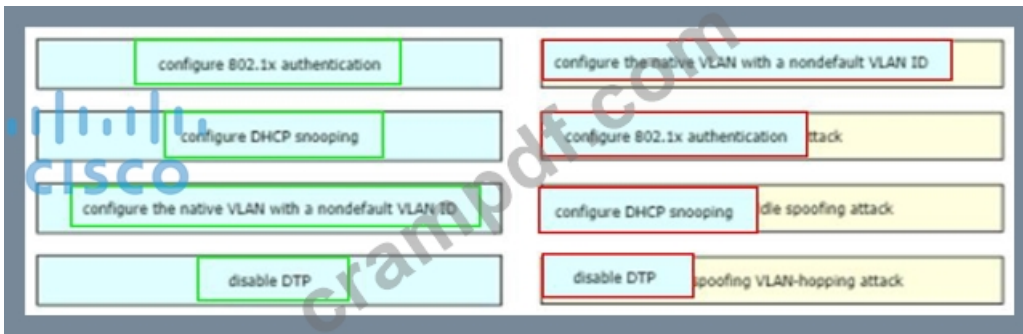 configure 802.1x authentication
configure DHCP snooping
configure the native VLAN with a nondefault VLAN ID
disable DTP
configure the native VLAN with a nondefault VLAN ID
configure 802.1x authentication ttack
configure DHCP snooping dle spoofing attack
disable DTP spoofing VLAN-hopping attack
CISCO
crampdf.com